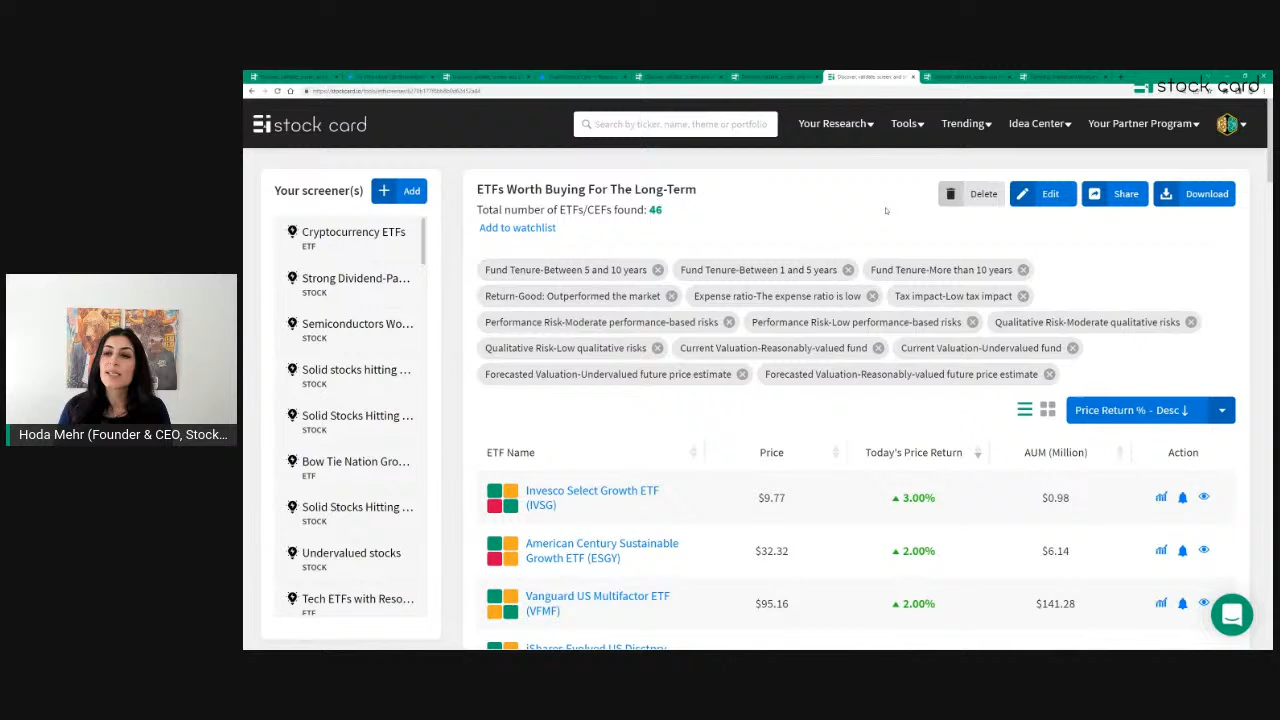 stock card
stock card
Search by ticker, name, theme or portfolio
Your Research
Tools
Trending
Idea Center
Your Partner Program
Your screener(s)
+ Add
Cryptocurrency ETFs
ETF
Strong Dividend-Pa...
STOCK
Semiconductors Wo...
STOCK
Solid stocks hitting ...
STOCK
Solid Stocks Hitting ...
STOCK
Bow Tie Nation Gro...
ETF
Solid Stocks Hitting ...
STOCK
Undervalued stocks
STOCK
Tech ETFs with Reso...
ETF
ETFs Worth Buying For The Long-Term
Total number of ETFs/CEFs found: 46
Add to watchlist
Delete
Edit
Share
Download
Fund Tenure-Between 5 and 10 years
Fund Tenure-Between 1 and 5 years
Fund Tenure-More than 10 years
Return-Good: Outperformed the market
Expense ratio-The expense ratio is low
Tax impact-Low tax impact
Performance Risk-Moderate performance-based risks
Performance Risk-Low performance-based risks
Qualitative Risk-Moderate qualitative risks
Qualitative Risk-Low qualitative risks
Current Valuation-Reasonably-valued fund
Current Valuation-Undervalued fund
Forecasted Valuation-Undervalued future price estimate
Forecasted Valuation-Reasonably-valued future price estimate
Price Return % - Desc ↓
ETF Name
Price
Today's Price Return
AUM (Million)
Action
Invesco Select Growth ETF
(IVSG)
$9.77
3.00%
$0.98
American Century Sustainable
Growth ETF (ESGY)
$32.32
2.00%
$6.14
Vanguard US Multifactor ETF
(VFMF)
$95.16
2.00%
$141.28
Hoda Mehr (Founder & CEO, Stock...